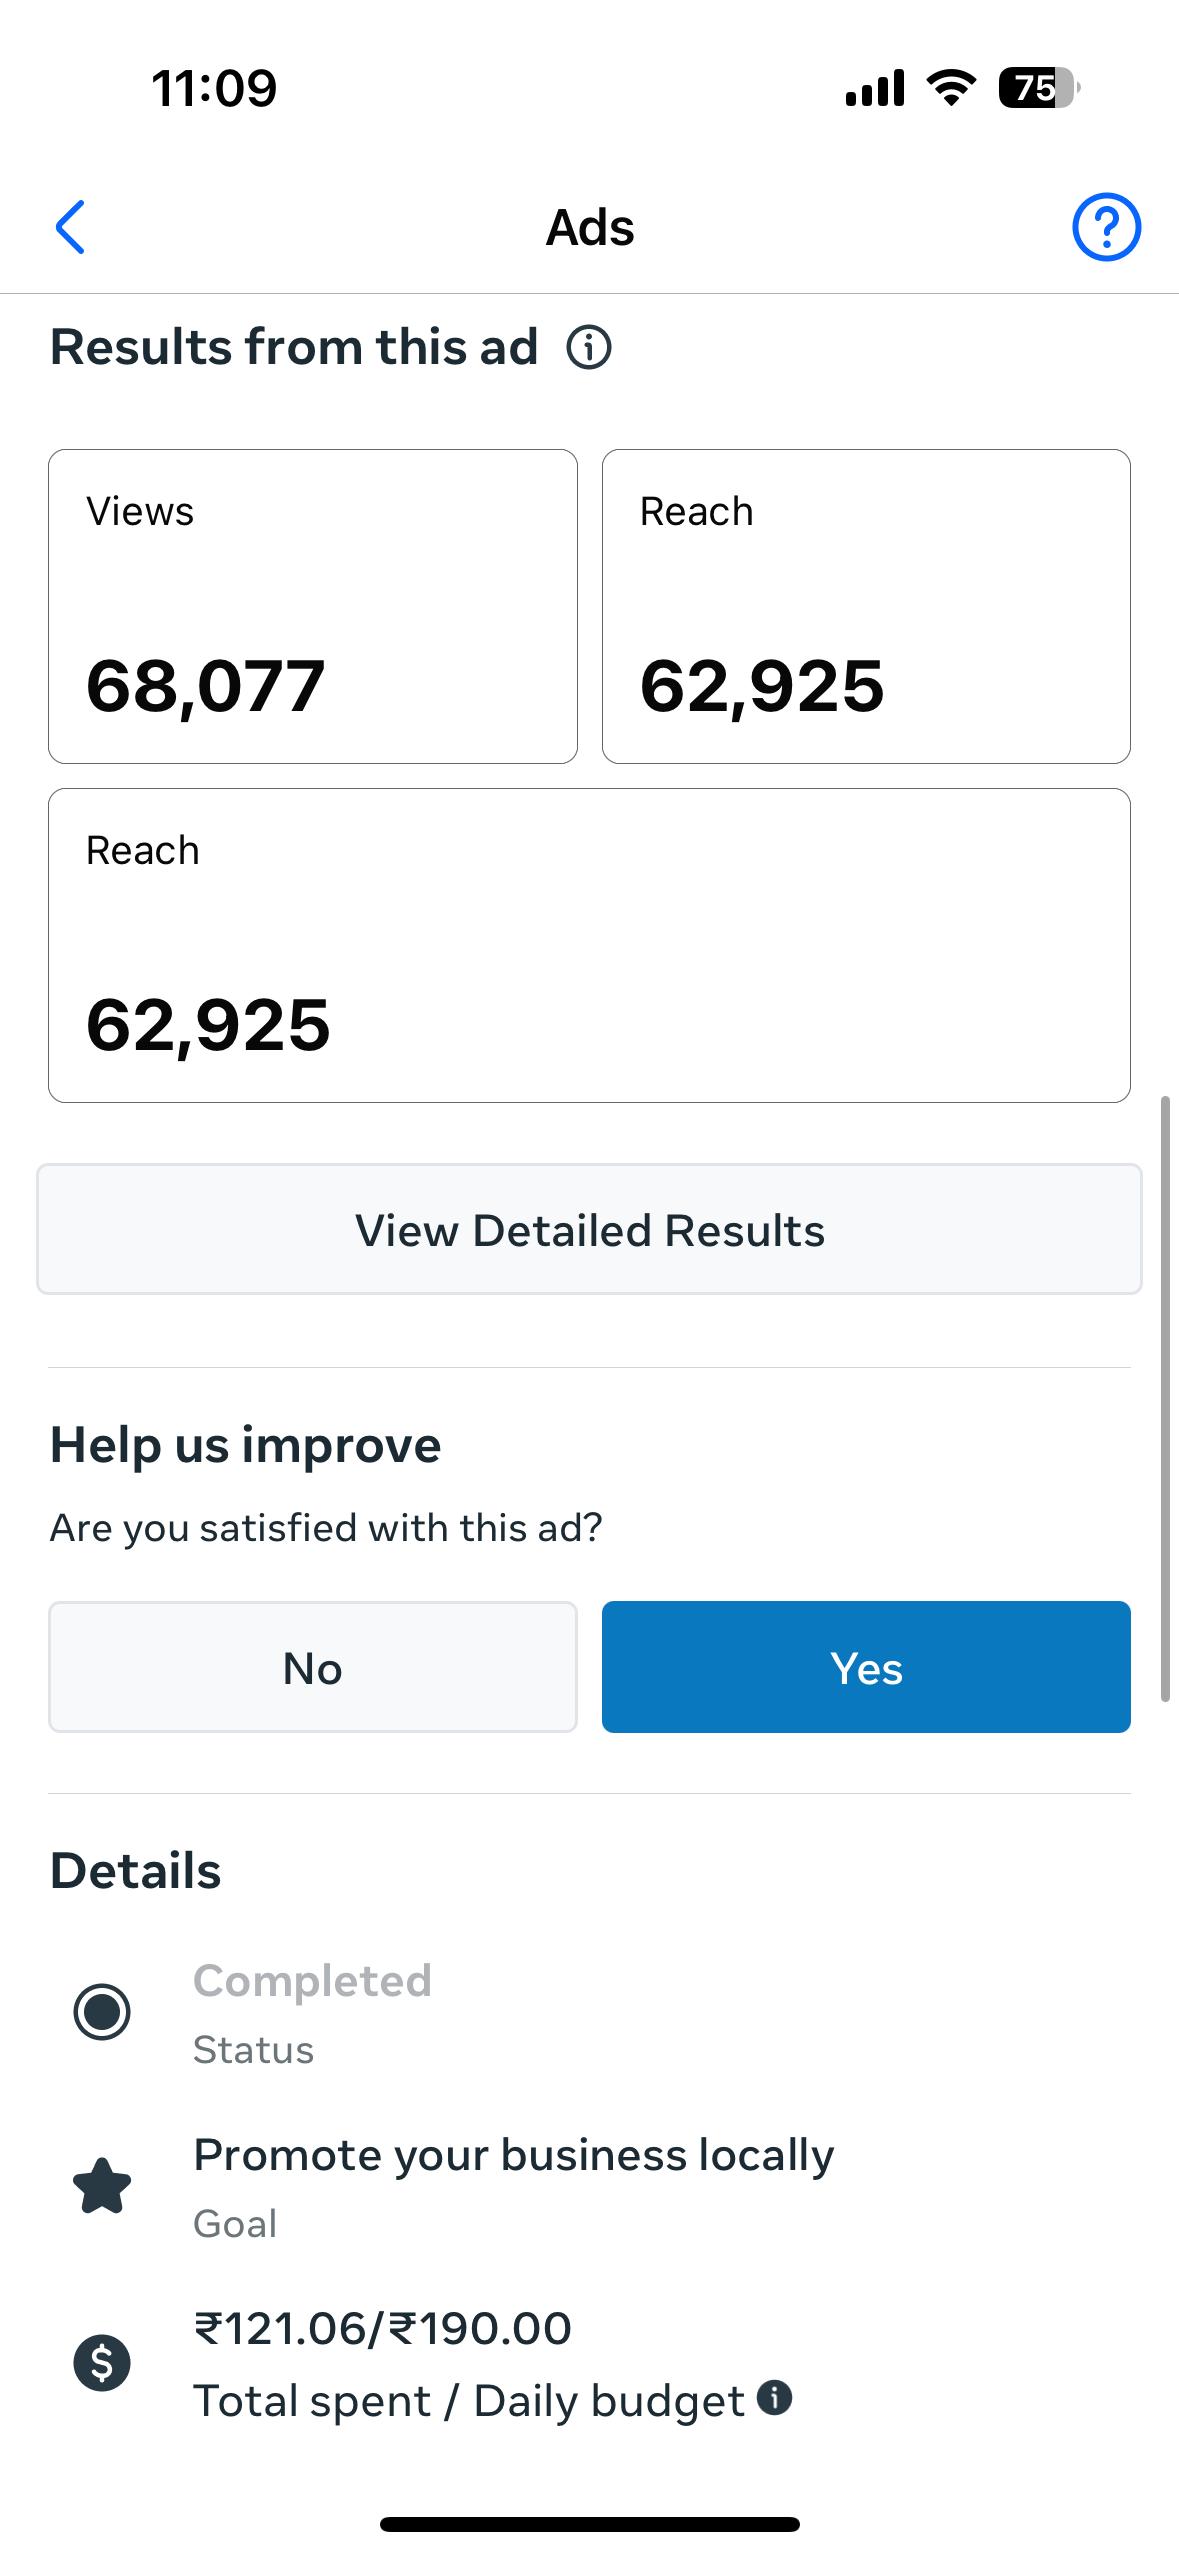 11:09
75
Ads
Results from this ad
Views
Reach
68,077
62,925
Reach
62,925
View Detailed Results
Help us improve
Are you satisfied with this ad?
No
Yes
Details
Completed
Status
Promote your business locally
Goal
₹121.06/₹190.00
Total spent / Daily budget